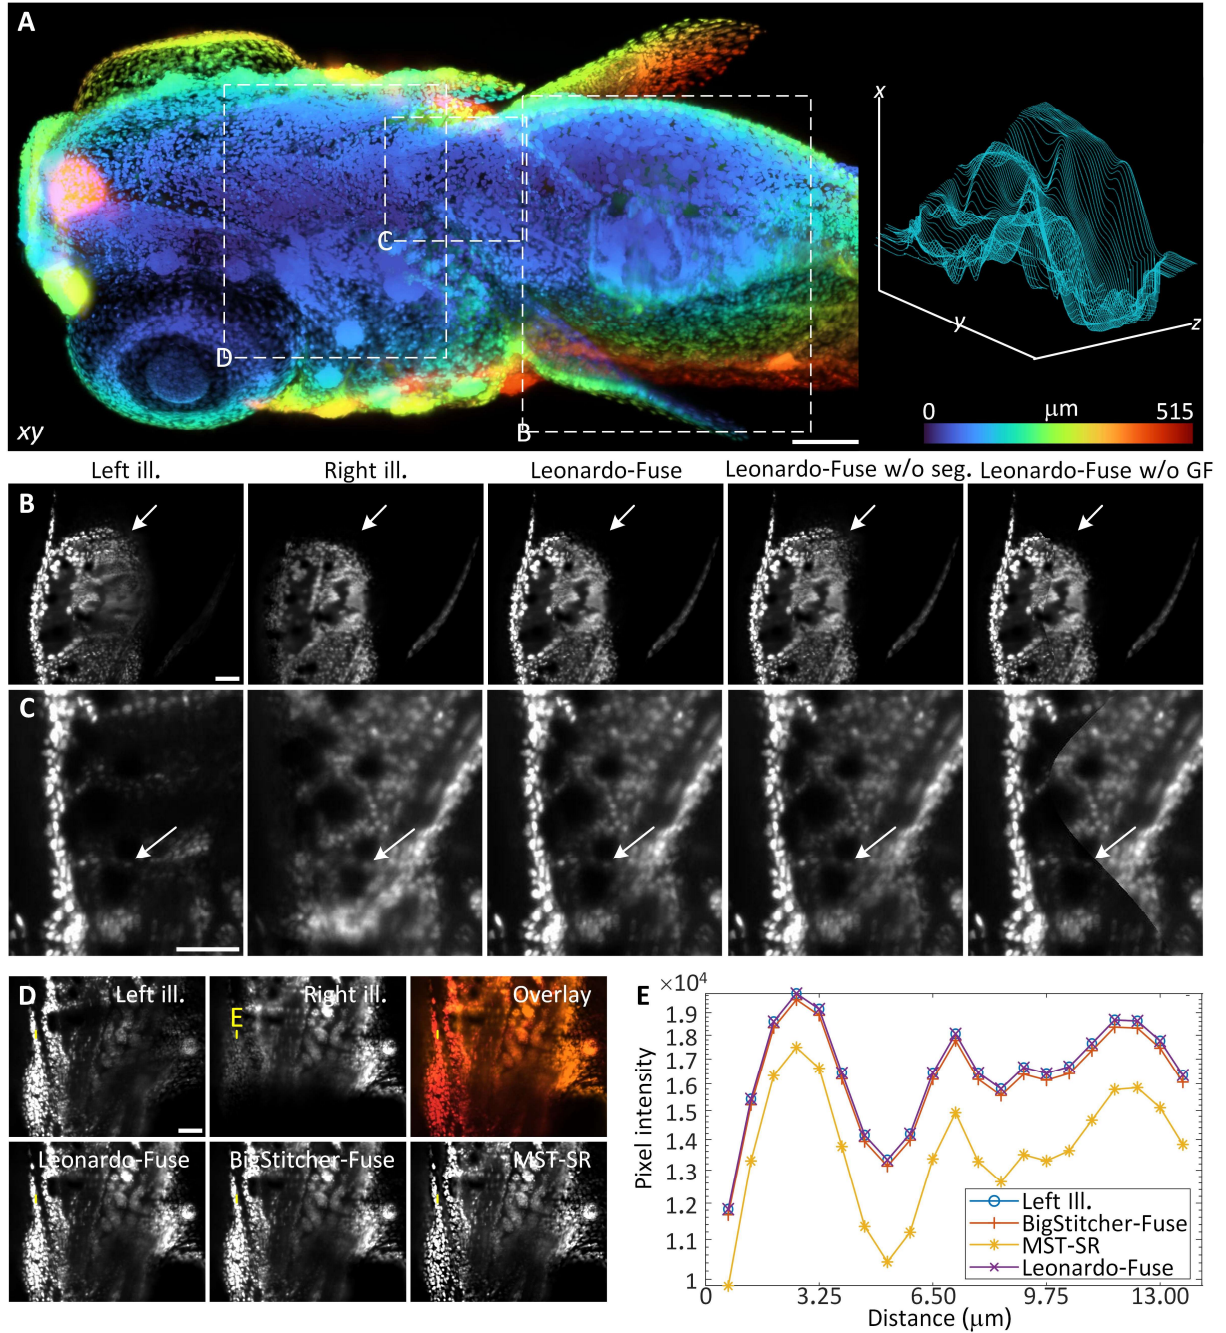 A
x
y
z
C
D
B
xy
0 μm 515
Left ill. Right ill. Leonardo-Fuse Leonardo-Fuse w/o seg. Leonardo-Fuse w/o GF
B
C
D Left ill. Right ill. Overlay
E
Leonardo-Fuse BigStitcher-Fuse MST-SR
E ×10⁴
1.9
1.8
1.7
1.6
1.5
1.4
1.3
1.2
1.1
1
Pixel intensity
Left Ill.
BigStitcher-Fuse
MST-SR
Leonardo-Fuse
0 3.25 6.50 9.75 13.00
Distance (μm)